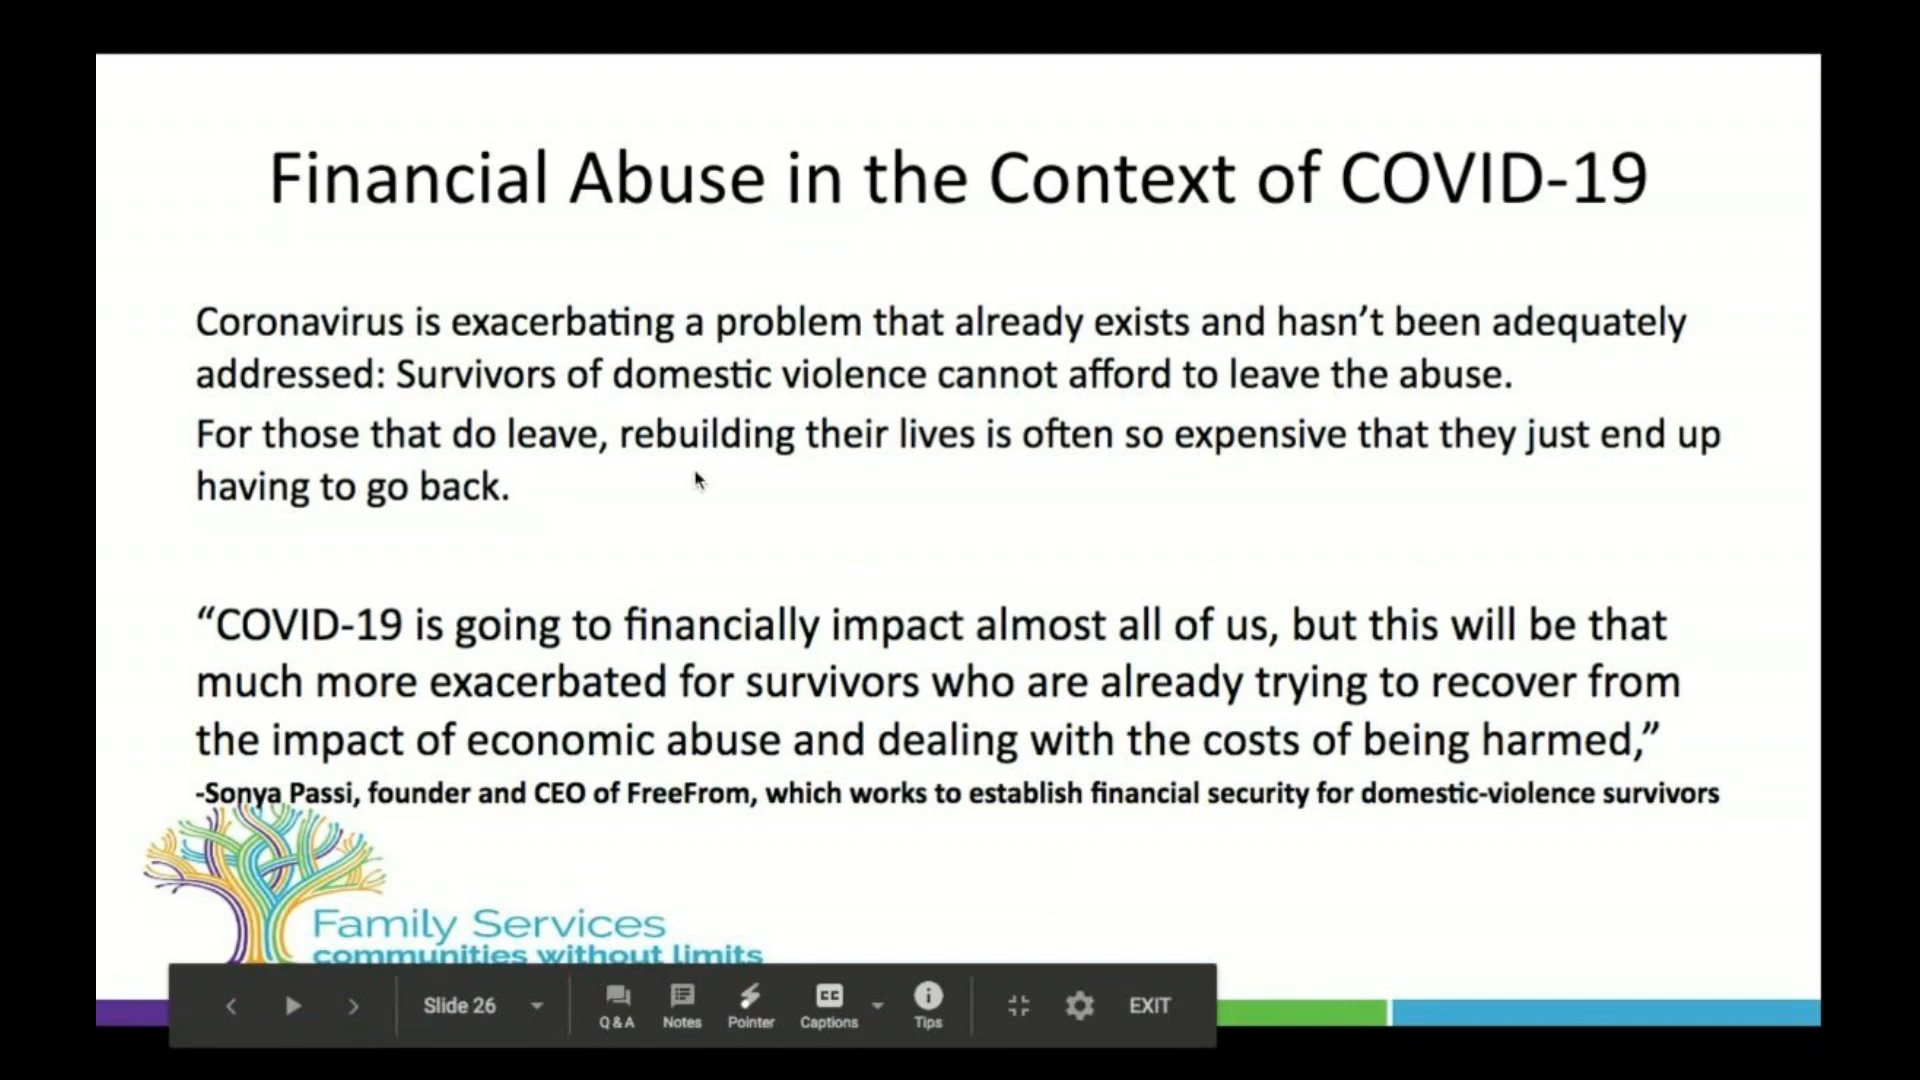 Financial Abuse in the Context of COVID-19
Coronavirus is exacerbating a problem that already exists and hasn’t been adequately
addressed: Survivors of domestic violence cannot afford to leave the abuse.
For those that do leave, rebuilding their lives is often so expensive that they just end up
having to go back.
“COVID-19 is going to financially impact almost all of us, but this will be that
much more exacerbated for survivors who are already trying to recover from
the impact of economic abuse and dealing with the costs of being harmed,”
-Sonya Passi, founder and CEO of FreeFrom, which works to establish financial security for domestic-violence survivors
Family Services
communities without limits
Slide 26
Q & A
Notes
Pointer
CC
Captions
Tips
EXIT